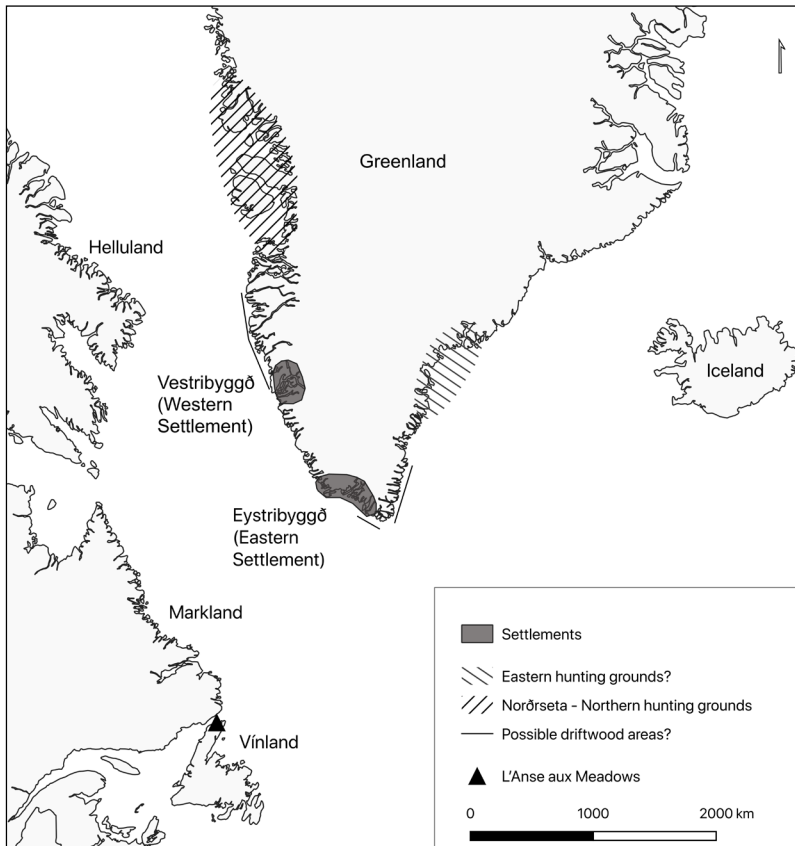 Greenland
Helluland
Iceland
Vestribyggð
(Western
Settlement)
Eystribyggð
(Eastern
Settlement)
Markland
Vínland
Settlements
Eastern hunting grounds?
Norðrseta - Northern hunting grounds
Possible driftwood areas?
L'Anse aux Meadows
0 1000 2000 km